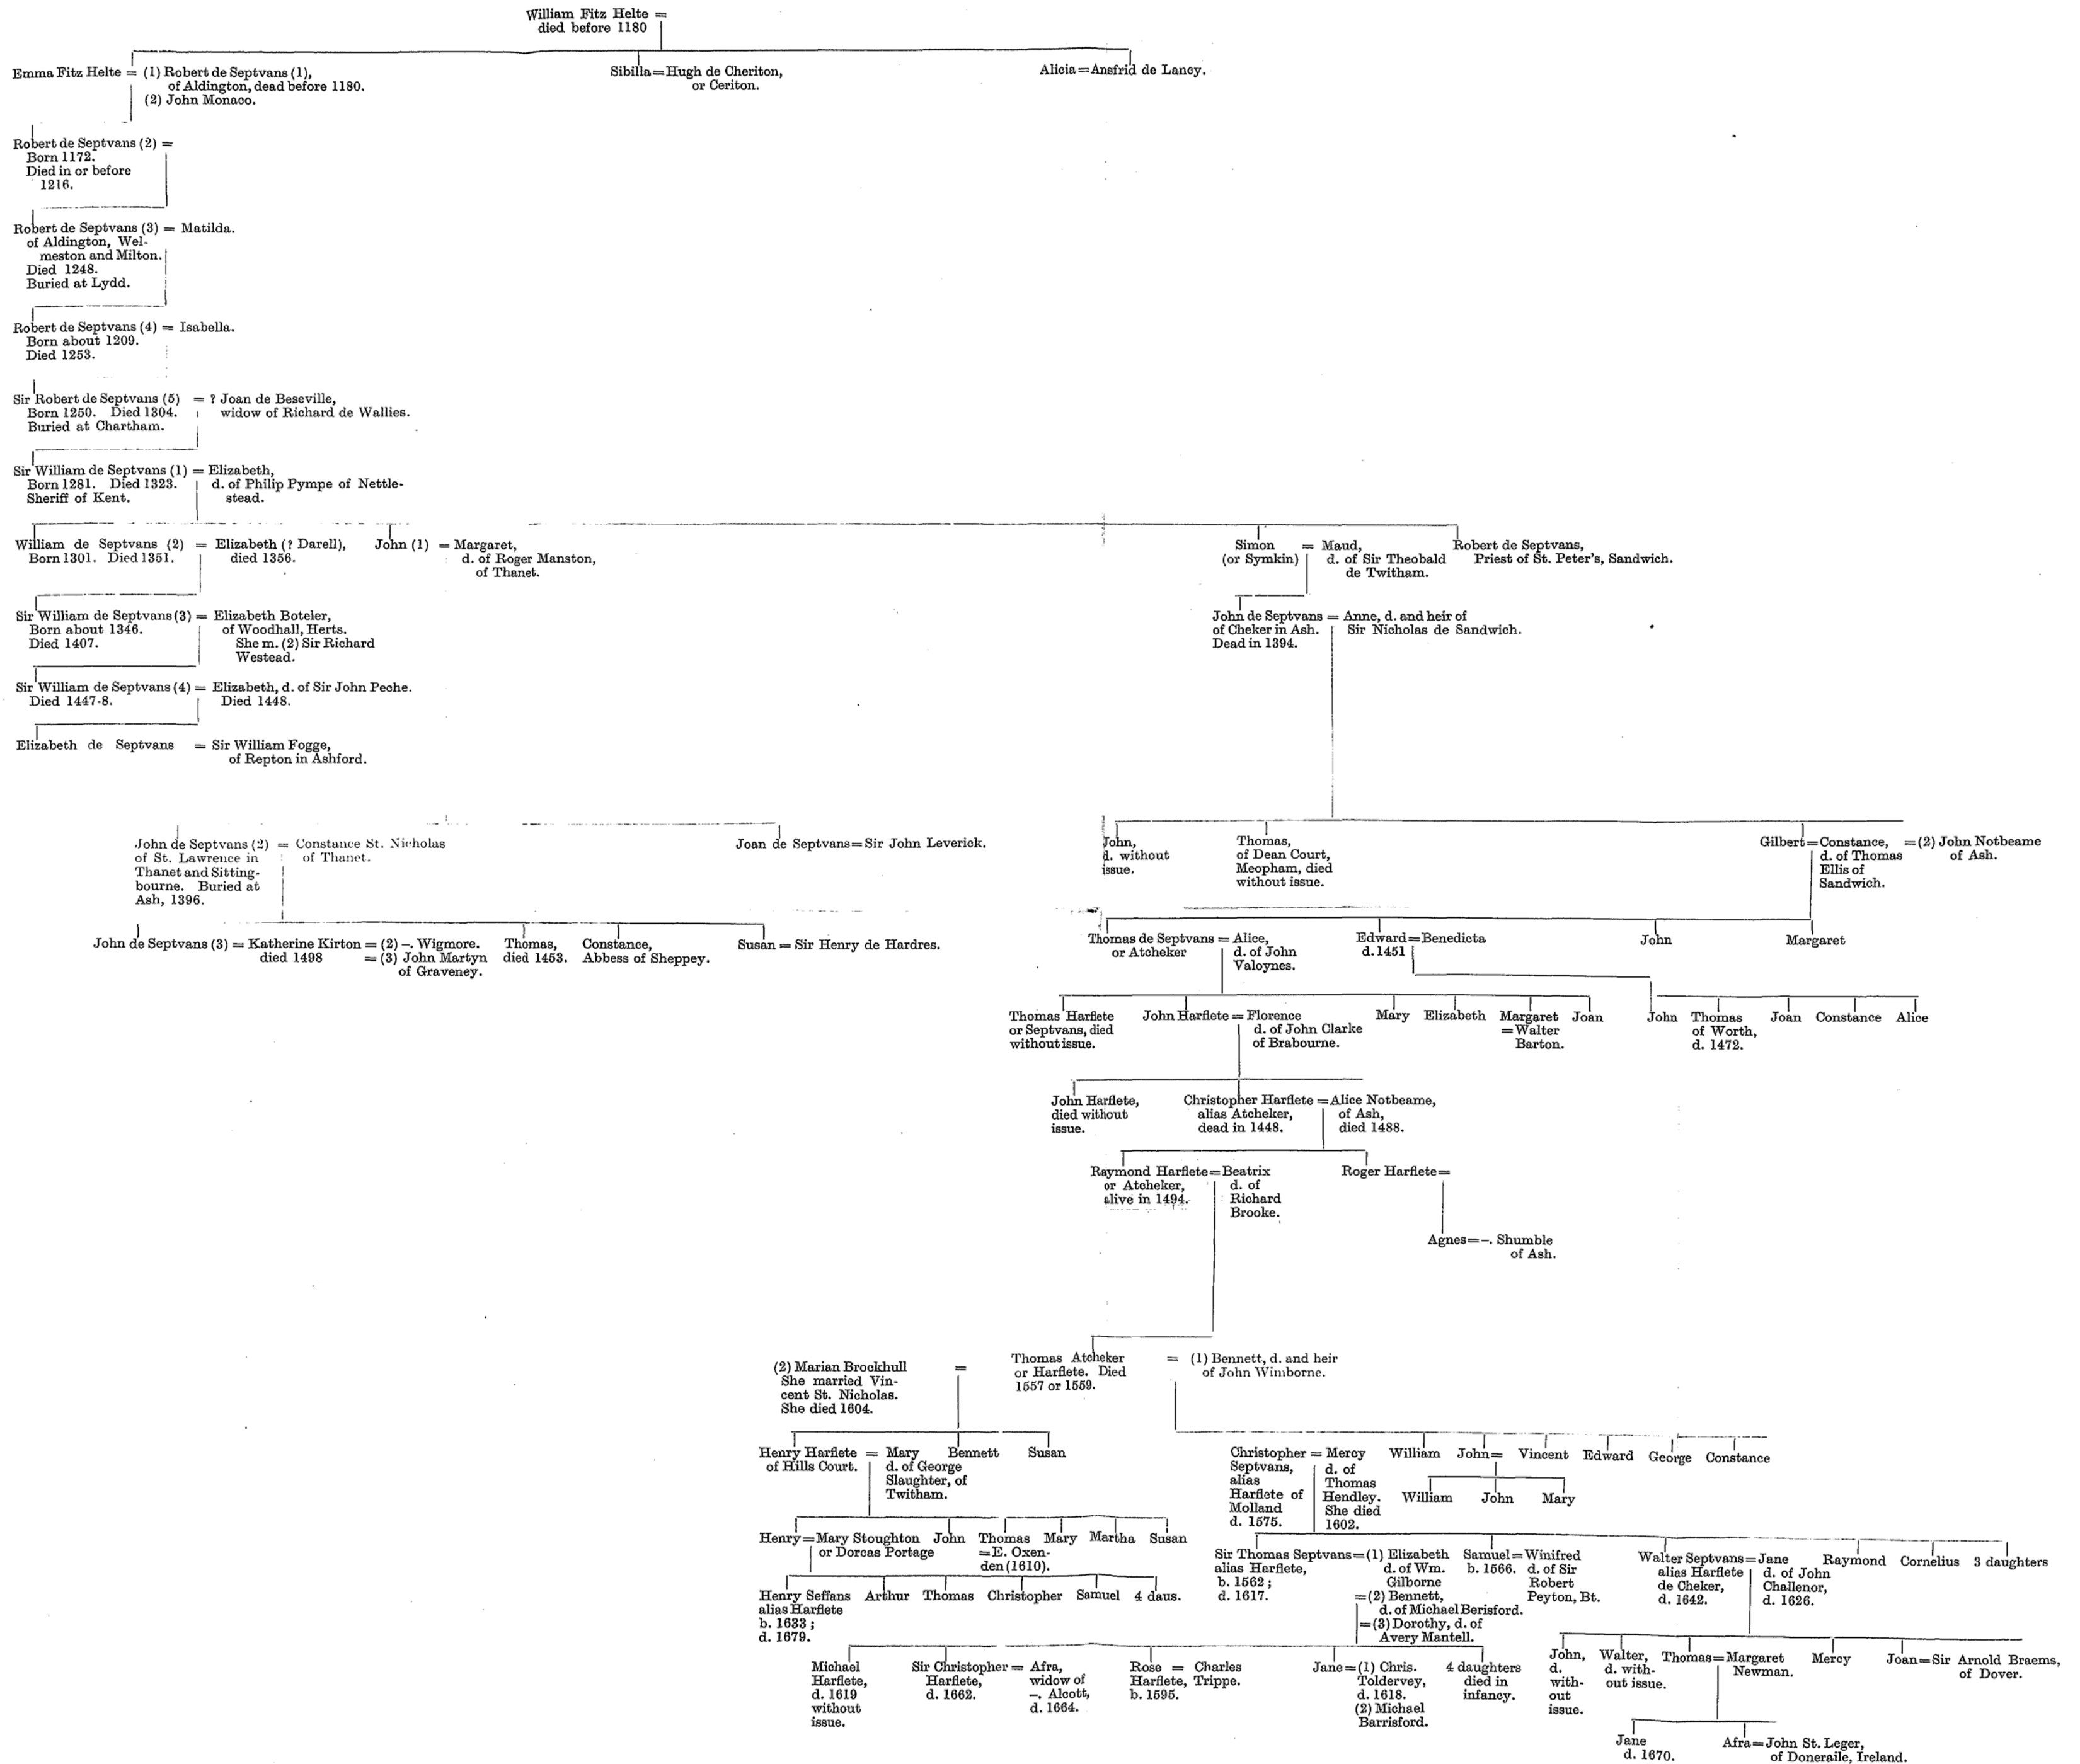 William Fitz Helte =
died before 1180
Emma Fitz Helte = (1) Robert de Septvans (1),
of Aldington, dead before 1180.
(2) John Monaco.
Sibilla=Hugh de Cheriton,
or Ceriton.
Alicia=Ansfrid de Lancy.
Robert de Septvans (2) =
Born 1172.
Died in or before
1216.
Robert de Septvans (3) = Matilda.
of Aldington, Wel-
meston and Milton.
Died 1248.
Buried at Lydd.
Robert de Septvans (4) = Isabella.
Born about 1209.
Died 1253.
Sir Robert de Septvans (5) = ? Joan de Beseville,
Born 1250. Died 1304. widow of Richard de Wallies.
Buried at Chartham.
Sir William de Septvans (1) = Elizabeth,
Born 1281. Died 1323. d. of Philip Pympe of Nettle-
Sheriff of Kent. stead.
William de Septvans (2) = Elizabeth (? Darell),
Born 1301. Died 1351. died 1356.
John (1) = Margaret,
d. of Roger Manston,
of Thanet.
Simon = Maud,
(or Symkin) d. of Sir Theobald
de Twitham.
Robert de Septvans,
Priest of St. Peter's, Sandwich.
Sir William de Septvans (3) = Elizabeth Boteler,
Born about 1346. of Woodhall, Herts.
Died 1407. She m. (2) Sir Richard
Westead.
John de Septvans = Anne, d. and heir of
of Cheker in Ash. Sir Nicholas de Sandwich.
Dead in 1394.
Sir William de Septvans (4) = Elizabeth, d. of Sir John Peche.
Died 1447-8. Died 1448.
Elizabeth de Septvans = Sir William Fogge,
of Repton in Ashford.
John de Septvans (2) = Constance St. Nicholas
of St. Lawrence in of Thanet.
Thanet and Sitting-
bourne. Buried at
Ash, 1396.
Joan de Septvans=Sir John Leverick.
John,
d. without
issue.
Thomas,
of Dean Court,
Meopham, died
without issue.
Gilbert=Constance, =(2) John Notbeame
d. of Thomas of Ash.
Ellis of
Sandwich.
John de Septvans (3) = Katherine Kirton = (2) –. Wigmore.
died 1498 = (3) John Martyn
of Graveney.
Thomas,
died 1453.
Constance,
Abbess of Sheppey.
Susan = Sir Henry de Hardres.
Thomas de Septvans = Alice,
or Atcheker d. of John
Valoynes.
Edward=Benedicta
d. 1451
John
Margaret
Thomas Harflete
or Septvans, died
without issue.
John Harflete = Florence
d. of John Clarke
of Brabourne.
Mary
Elizabeth
Margaret
=Walter
Barton.
Joan
John
Thomas
of Worth,
d. 1472.
Joan
Constance
Alice
John Harflete,
died without
issue.
Christopher Harflete = Alice Notbeame,
alias Atcheker, of Ash,
dead in 1448. died 1488.
Raymond Harflete=Beatrix
or Atcheker, d. of
alive in 1494. Richard
Brooke.
Roger Harflete=
Agnes=–. Shumble
of Ash.
(2) Marian Brockhull =
She married Vin-
cent St. Nicholas.
She died 1604.
Thomas Atcheker = (1) Bennett, d. and heir
or Harflete. Died of John Wimborne.
1557 or 1559.
Henry Harflete = Mary
of Hills Court. d. of George
Slaughter, of
Twitham.
Bennett
Susan
Christopher = Mercy
Septvans, d. of
alias Thomas
Harflete of Hendley.
Molland She died
d. 1575. 1602.
William
John=
Vincent
Edward
George
Constance
William
John
Mary
Henry=Mary Stoughton
or Dorcas Portage
John
Thomas
=E. Oxen-
den (1610).
Mary
Martha
Susan
Sir Thomas Septvans=(1) Elizabeth
alias Harflete, d. of Wm.
b. 1562; Gilborne
d. 1617. =(2) Bennett,
d. of Michael Berisford.
=(3) Dorothy, d. of
Avery Mantell.
Samuel=Winifred
b. 1566. d. of Sir
Robert
Peyton, Bt.
Walter Septvans=Jane
alias Harflete d. of John
de Cheker, Challenor,
d. 1642. d. 1626.
Raymond
Cornelius
3 daughters
Henry Seffans
alias Harflete
b. 1633;
d. 1679.
Arthur
Thomas
Christopher
Samuel
4 daus.
Michael
Harflete,
d. 1619
without
issue.
Sir Christopher = Afra,
Harflete, widow of
d. 1662. –. Alcott,
d. 1664.
Rose = Charles
Harflete, Trippe.
b. 1595.
Jane=(1) Chris.
Toldervey,
d. 1618.
(2) Michael
Barrisford.
4 daughters
died in
infancy.
John,
d.
with-
out
issue.
Walter,
d. with-
out issue.
Thomas=Margaret
Newman.
Mercy
Joan=Sir Arnold Braems,
of Dover.
Jane
d. 1670.
Afra=John St. Leger,
of Doneraile, Ireland.